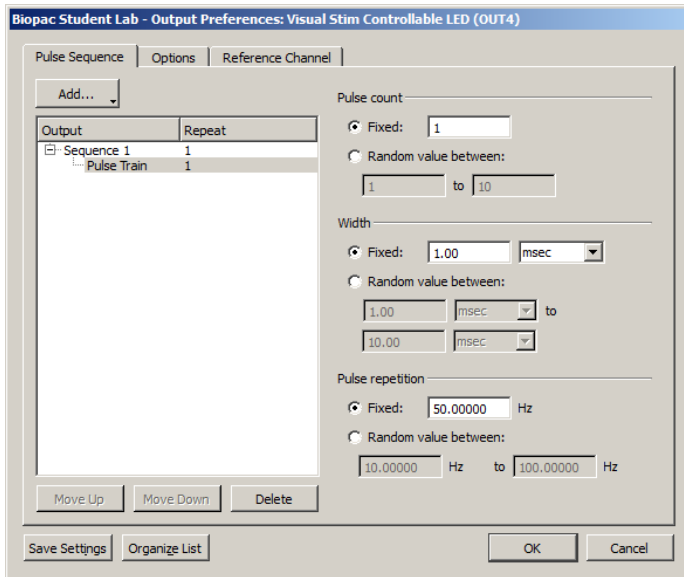 Biopac Student Lab - Output Preferences: Visual Stim Controllable LED (OUT4)
Pulse Sequence Options Reference Channel
Add...
Output Repeat
Sequence 1 1
Pulse Train 1
Move Up Move Down Delete
Pulse count
Fixed: 1
Random value between:
1 to 10
Width
Fixed: 1.00 msec
Random value between:
1.00 msec to
10.00 msec
Pulse repetition
Fixed: 50.00000 Hz
Random value between:
10.00000 Hz to 100.00000 Hz
Save Settings Organize List OK Cancel